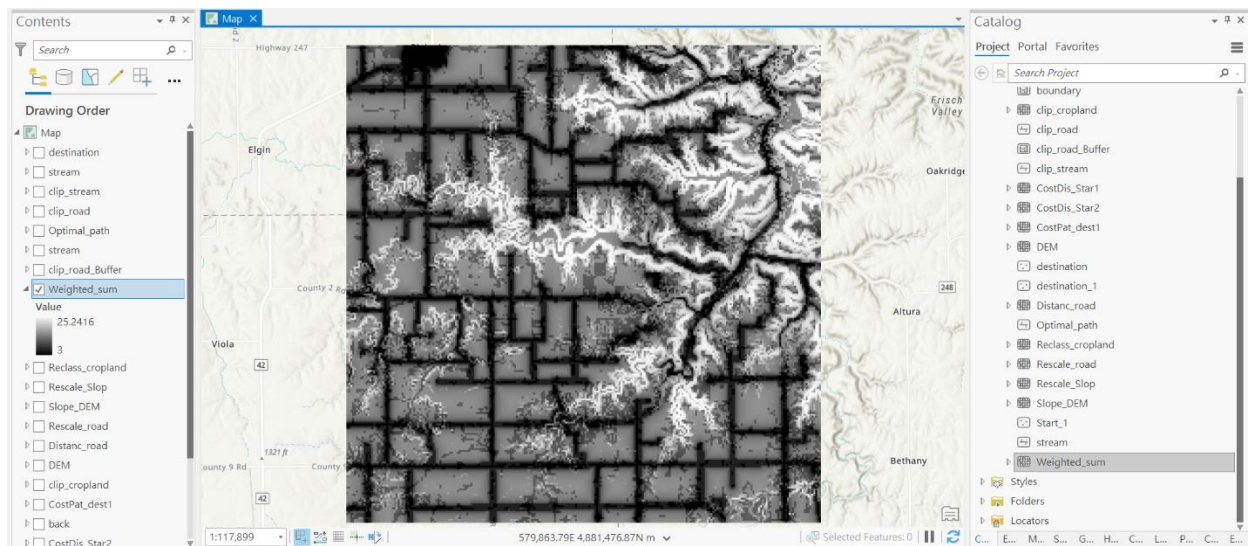 Contents
Search
Drawing Order
Map
destination
stream
clip_stream
clip_road
Optimal_path
stream
clip_road_Buffer
Weighted_sum
Value
25.2416
3
Reclass_cropland
Rescale_Slop
Slope_DEM
Rescale_road
Distanc_road
DEM
clip_cropland
CostPat_dest1
back
CostDis_Star2
Map
Highway 247
Elgin
County 2 Rd
Viola
42
1321 ft
County 9 Rd
County 9
42
Frisch
Valley
Oakridge
248
Altura
Bethany
1:117,899
579,863.79E 4,881,476.87N m
Selected Features: 0
Catalog
Project Portal Favorites
Search Project
boundary
clip_cropland
clip_road
clip_road_Buffer
clip_stream
CostDis_Star1
CostDis_Star2
CostPat_dest1
DEM
destination
destination_1
Distanc_road
Optimal_path
Reclass_cropland
Rescale_road
Rescale_Slop
Slope_DEM
Start_1
stream
Weighted_sum
Styles
Folders
Locators
C... E... M... S... G... H... C... L... P... C... E...